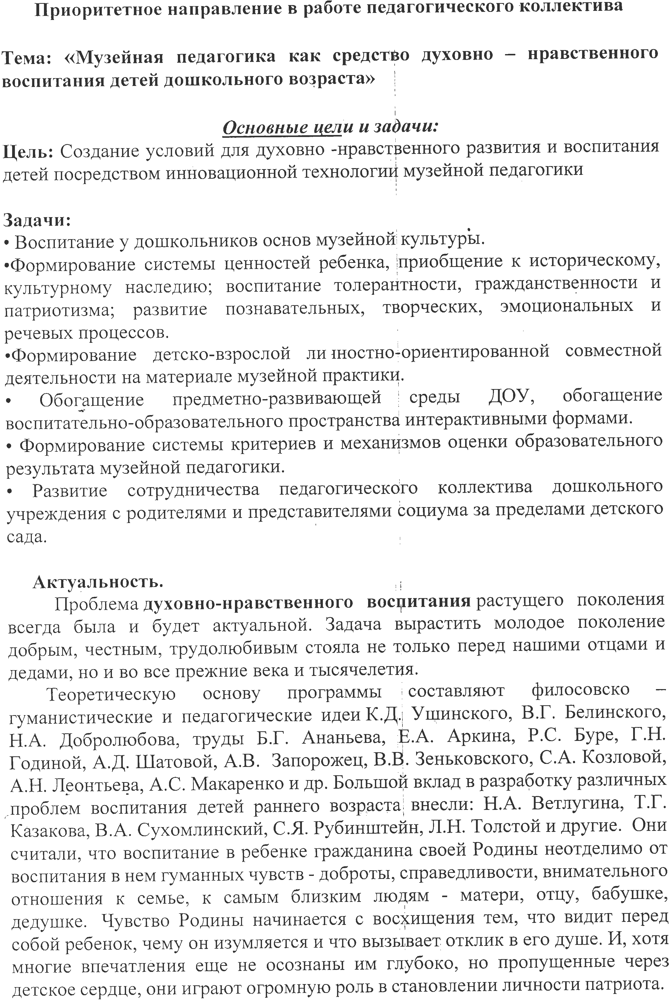 Приоритетное направление в работе педагогического коллектива
Тема: «Музейная педагогика как средство духовно – нравственного
воспитания детей дошкольного возраста»
Основные цели и задачи:
Цель: Создание условий для духовно -нравственного развития и воспитания
детей посредством инновационной технологии музейной педагогики
Задачи:
• Воспитание у дошкольников основ музейной культуры.
•Формирование системы ценностей ребенка, приобщение к историческому,
культурному наследию; воспитание толерантности, гражданственности и
патриотизма; развитие познавательных, творческих, эмоциональных и
речевых процессов.
•Формирование детско-взрослой личностно-ориентированной совместной
деятельности на материале музейной практики.
• Обогащение предметно-развивающей среды ДОУ, обогащение
воспитательно-образовательного пространства интерактивными формами.
• Формирование системы критериев и механизмов оценки образовательного
результата музейной педагогики.
• Развитие сотрудничества педагогического коллектива дошкольного
учреждения с родителями и представителями социума за пределами детского
сада.
Актуальность.
Проблема духовно-нравственного воспитания растущего поколения
всегда была и будет актуальной. Задача вырастить молодое поколение
добрым, честным, трудолюбивым стояла не только перед нашими отцами и
дедами, но и во все прежние века и тысячелетия.
Теоретическую основу программы составляют философско –
гуманистические и педагогические идеи К.Д. Ушинского, В.Г. Белинского,
Н.А. Добролюбова, труды Б.Г. Ананьева, Е.А. Аркина, Р.С. Буре, Г.Н.
Годиной, А.Д. Шатовой, А.В. Запорожец, В.В. Зеньковского, С.А. Козловой,
А.Н. Леонтьева, А.С. Макаренко и др. Большой вклад в разработку различных
проблем воспитания детей раннего возраста внесли: Н.А. Ветлугина, Т.Г.
Казакова, В.А. Сухомлинский, С.Я. Рубинштейн, Л.Н. Толстой и другие. Они
считали, что воспитание в ребенке гражданина своей Родины неотделимо от
воспитания в нем гуманных чувств - доброты, справедливости, внимательного
отношения к семье, к самым близким людям - матери, отцу, бабушке,
дедушке. Чувство Родины начинается с восхищения тем, что видит перед
собой ребенок, чему он изумляется и что вызывает отклик в его душе. И, хотя
многие впечатления еще не осознаны им глубоко, но пропущенные через
детское сердце, они играют огромную роль в становлении личности патриота.